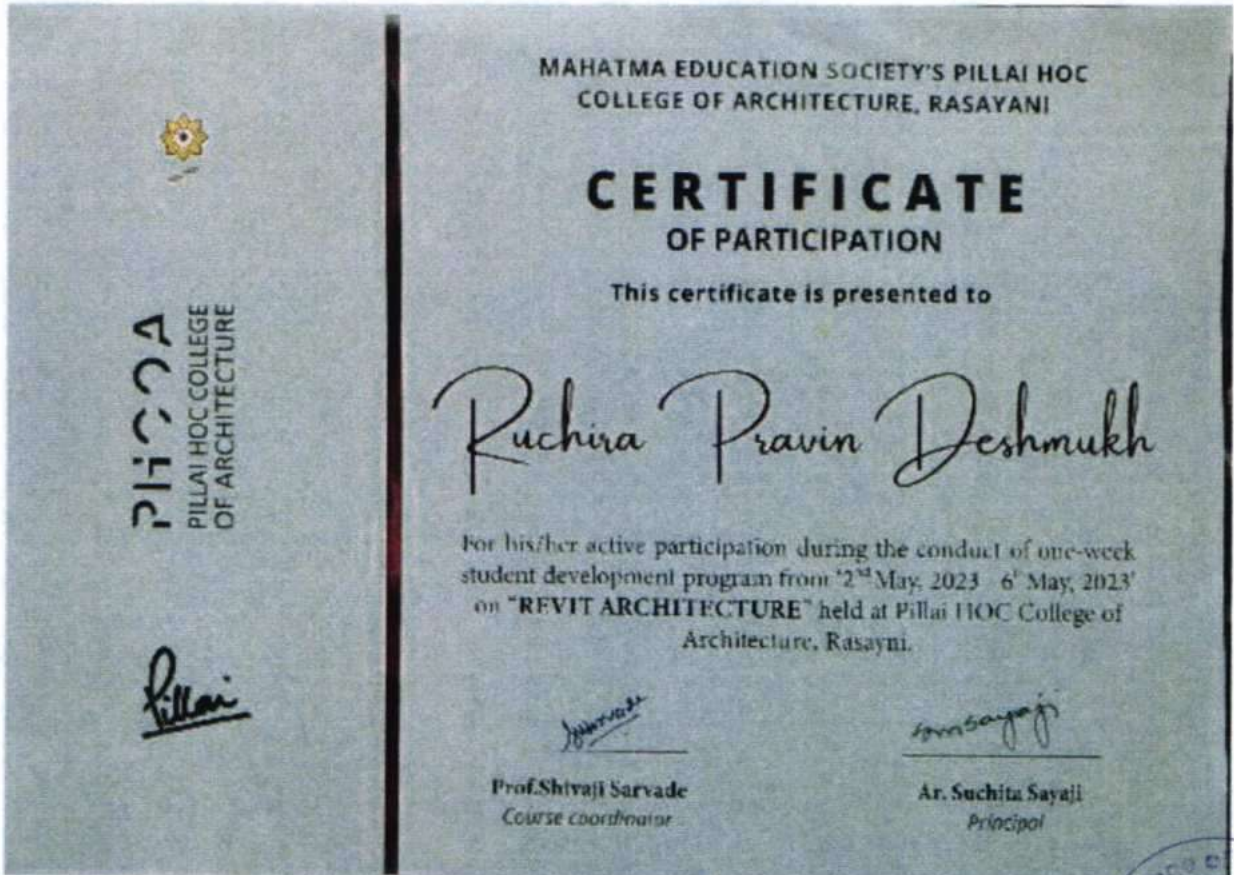 PHCOA
PILLAI HOC COLLEGE
OF ARCHITECTURE
Pillai
MAHATMA EDUCATION SOCIETY'S PILLAI HOC
COLLEGE OF ARCHITECTURE, RASAYANI
CERTIFICATE
OF PARTICIPATION
This certificate is presented to
Ruchira Pravin Deshmukh
For his/her active participation during the conduct of one-week
student development program from '2nd May, 2023 6 May, 2023'
on "REVIT ARCHITECTURE" held at Pillai HOC College of
Architecture, Rasayni.
Prof.Shivaji Sarvade
Course coordinator
Ar. Suchita Sayaji
Principal